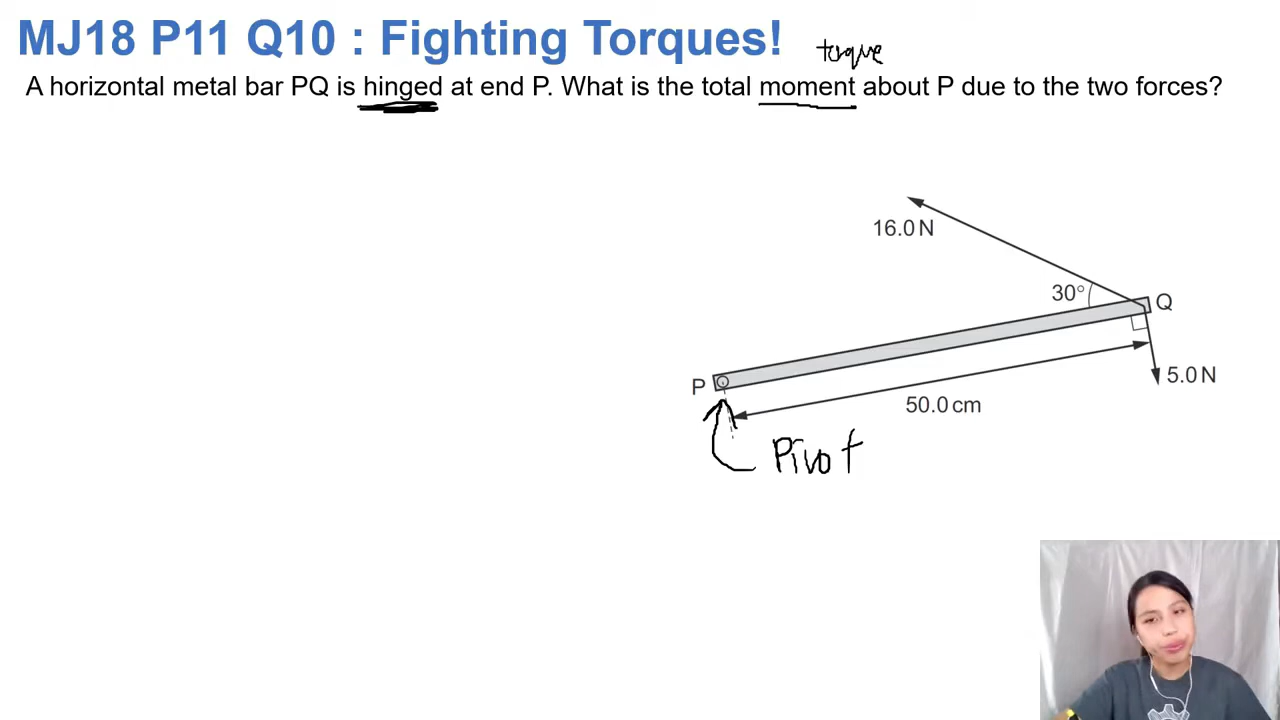 MJ18 P11 Q10 : Fighting Torques!
torque
A horizontal metal bar PQ is hinged at end P. What is the total moment about P due to the two forces?
16.0 N
30°
Q
P
5.0 N
50.0 cm
Pivot